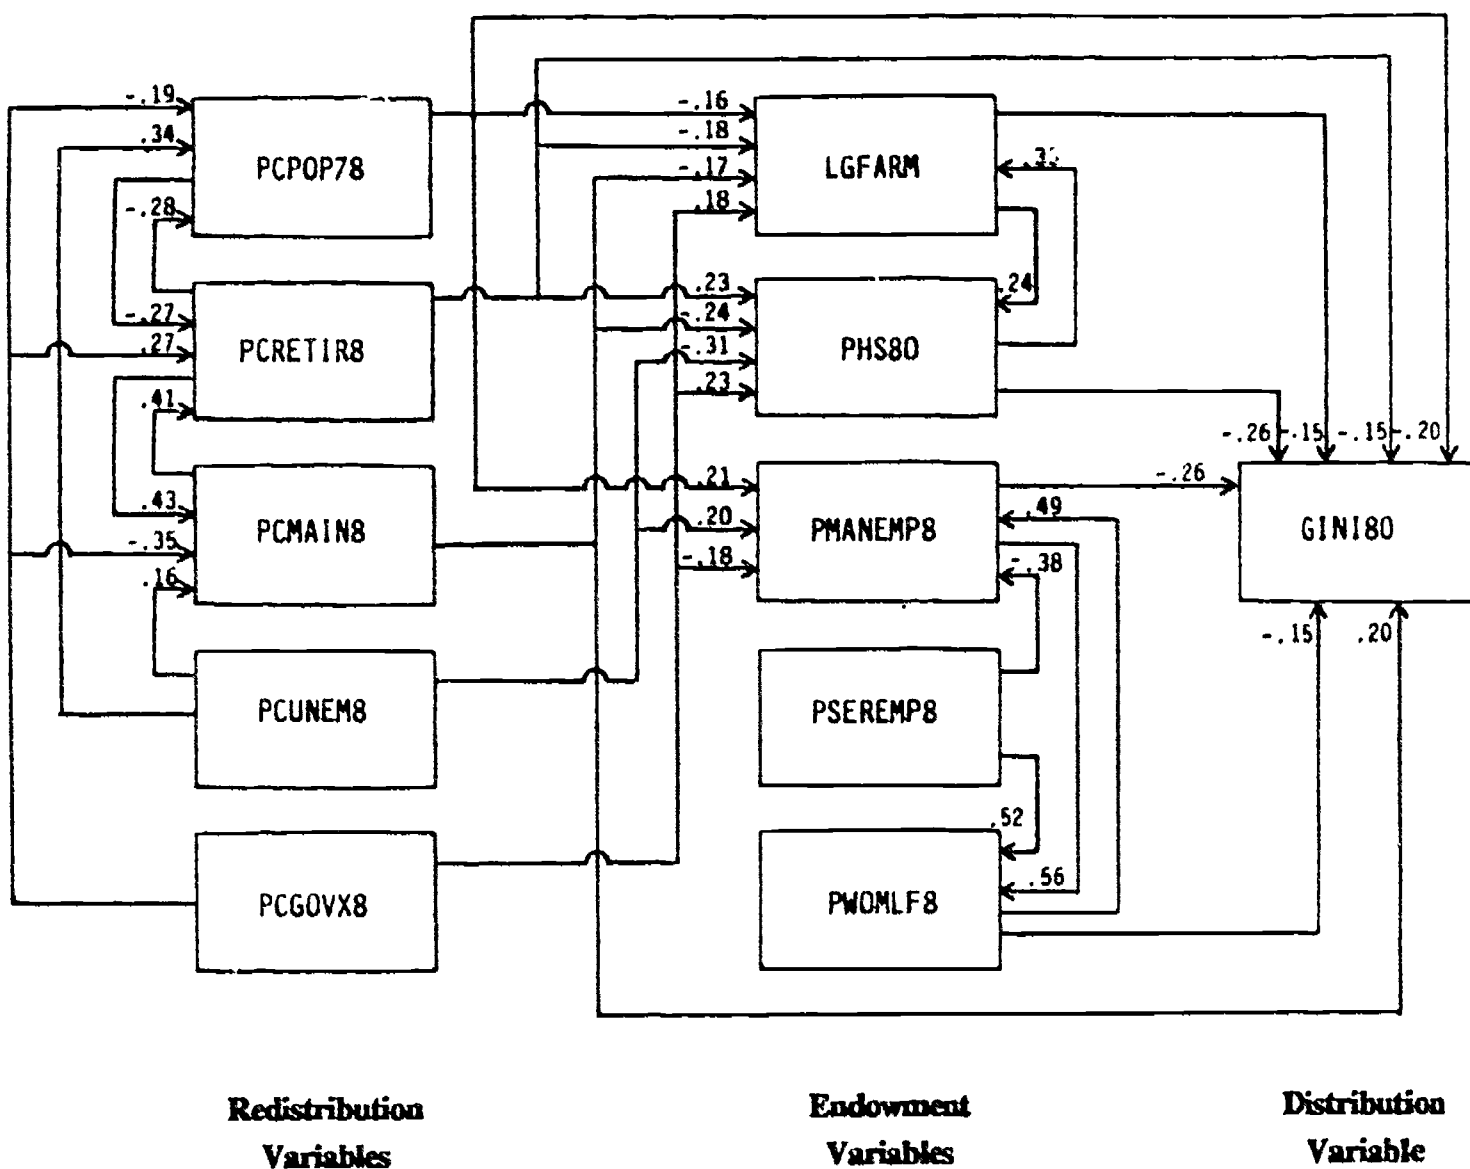 -.19
.34
PCPOP78
-.28
-.27
.27
PCRETIR8
.41
.43
-.35
PCMAIN8
.16
PCUNEM8
PCGOVX8
-.16
-.18
-.17
.18
LGFARM
.24
.23
-.24
-.31
.23
PHS80
.21
.20
-.18
PMANEMP8
.49
-.38
PSEREMP8
.52
.56
PWOMLF8
-.26 -.15 -.15 -.20
-.26
GINI80
-.15 .20
Redistribution Endowment Distribution
Variables Variables Variable